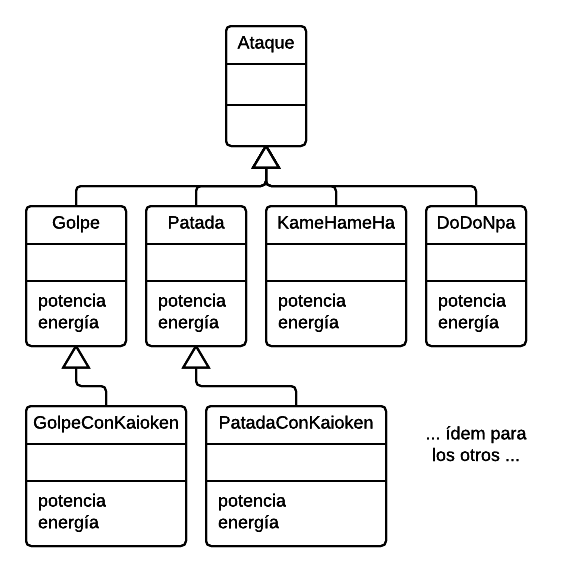 Ataque
Golpe
Patada
KameHameHa
DoDoNpa
potencia
energía
potencia
energía
potencia
energía
potencia
energía
GolpeConKaioken
PatadaConKaioken
... ídem para
los otros ...
potencia
energía
potencia
energía